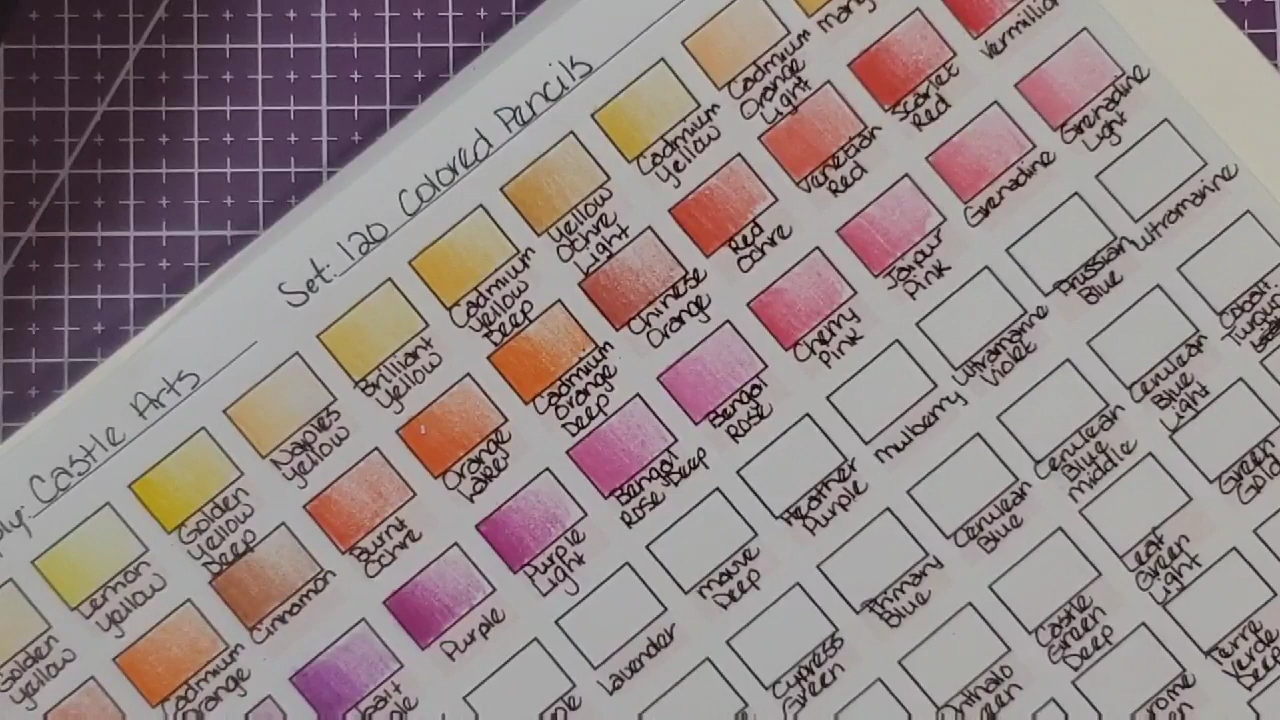 Castle Arts
Set: 120 Colored Pencils
Golden
Yellow
Lemon
Yellow
Golden
Yellow
Deep
Naples
Yellow
Brilliant
Yellow
Cadmium
Yellow
Deep
Yellow
Ochre
Light
Cadmium
Yellow
Cadmium
Orange
Light
Cadmium
Orange
Cinnamon
Burnt
Ochre
Orange
Laker
Cadmium
Orange
Deep
Chinese
Orange
Red
Ochre
Venetian
Red
Scarlet
Red
Purple
Purple
Light
Bengal
Rose Deep
Bengal
Rose
Cherry
Pink
Jaipur
Pink
Grenadine
Grenadine
Light
Lavender
Mauve
Deep
Heather
Purple
Mulberry
Ultramarine
Violet
Prussian
Blue
Ultramarine
Cypress
Green
Primary
Blue
Cerulean
Blue
Cerulean
Blue
Middle
Cerulean
Blue
Light
Castle
Green
Deep
Leaf
Green
Light
Green
Terre
Verde